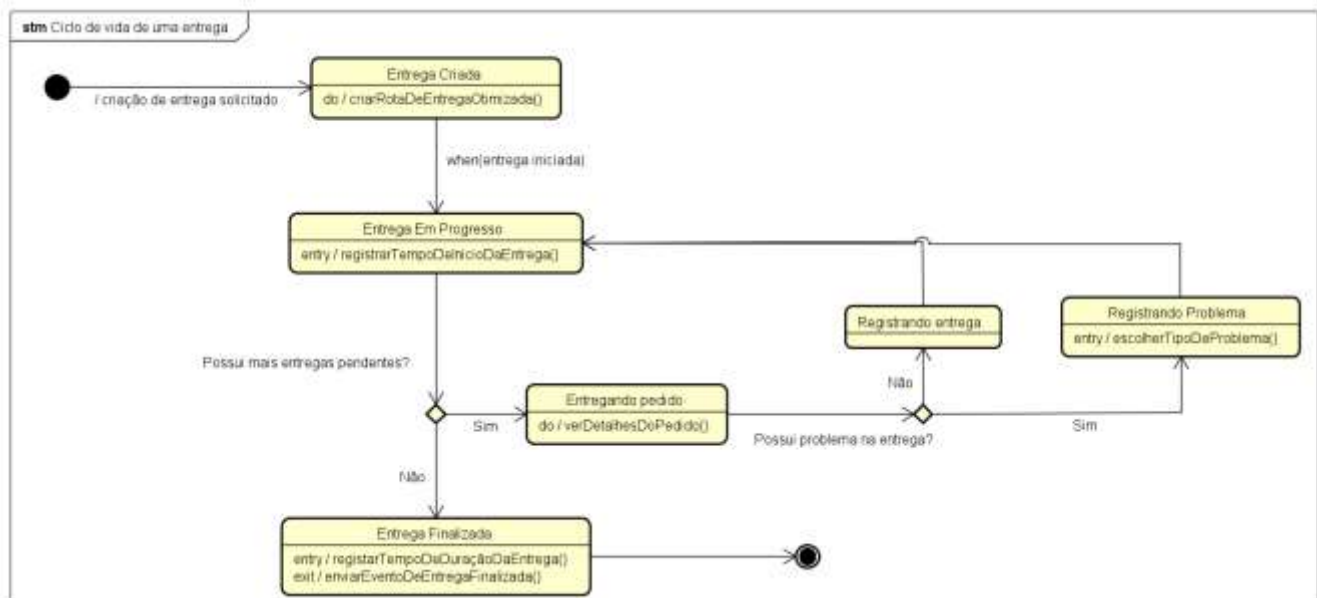 stm Ciclo de vida de uma entrega
Entrega Criada
/ criação de entrega solicitado
do / criarRotaDeEntregaOtimizada()
when(entrega iniciada)
Entrega Em Progresso
entry / registrarTempoDeInicioDaEntrega()
Registrando entrega
Registrando Problema
entry / escolherTipoDeProblema()
Possui mais entregas pendentes?
Não
Entregando pedido
do / verDetalhesDoPedido()
Sim
Possui problema na entrega?
Sim
Não
Entrega Finalizada
entry / registarTempoDeDuraçãoDaEntrega()
exit / enviarEventoDeEntregaFinalizada()